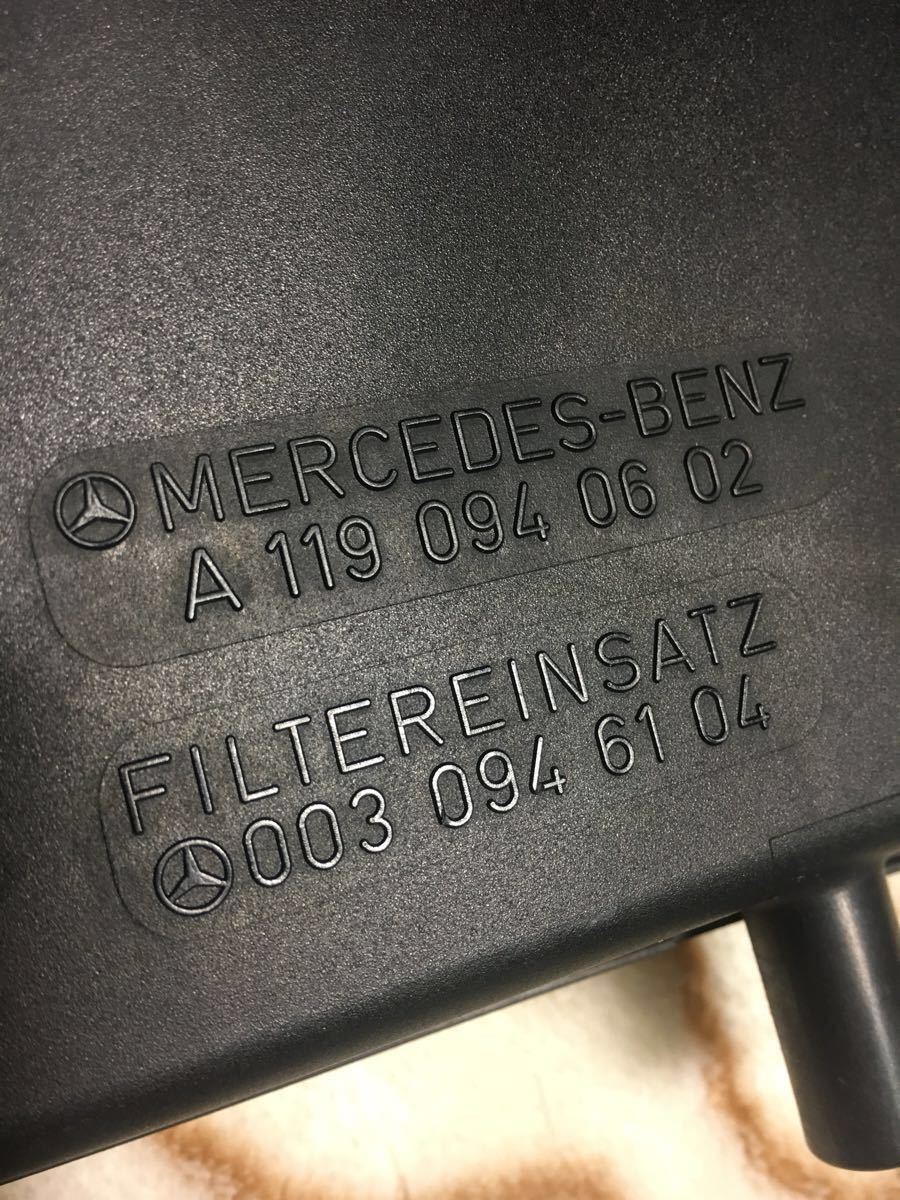 MERCEDES-BENZ
A 119 094 06 02
FILTEREINSATZ
003 094 61 04